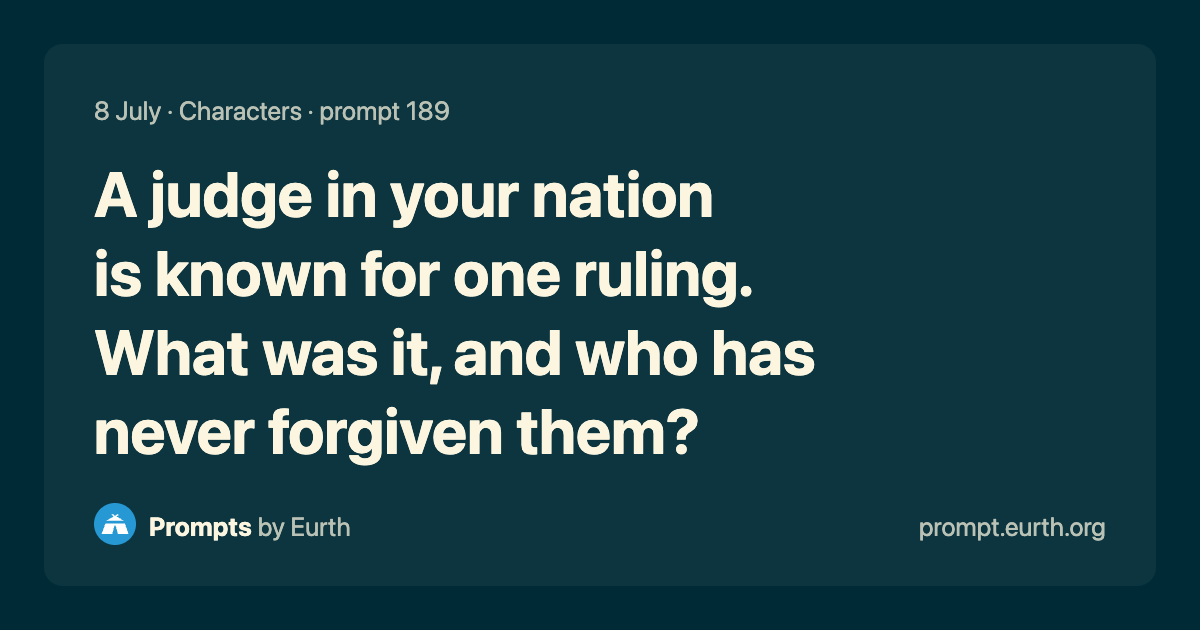 8 July · Characters · prompt 189
A judge in your nation
is known for one ruling.
What was it, and who has
never forgiven them?
Prompts by Eurth
prompt.eurth.org